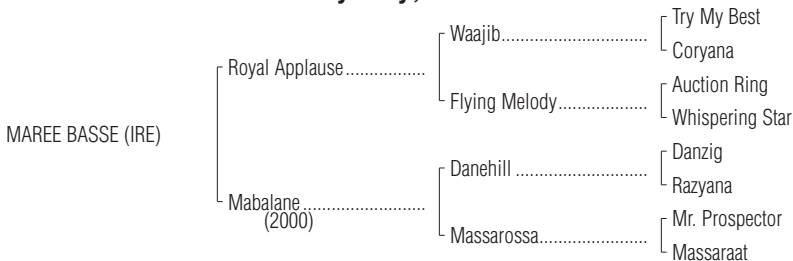 Try My Best
Waajib
Coryana
Royal Applause
Auction Ring
Flying Melody
Whispering Star
MAREE BASSE (IRE)
Danzig
Danehill
Razyana
Mabalane
(2000)
Mr. Prospector
Massarossa
Massaraat